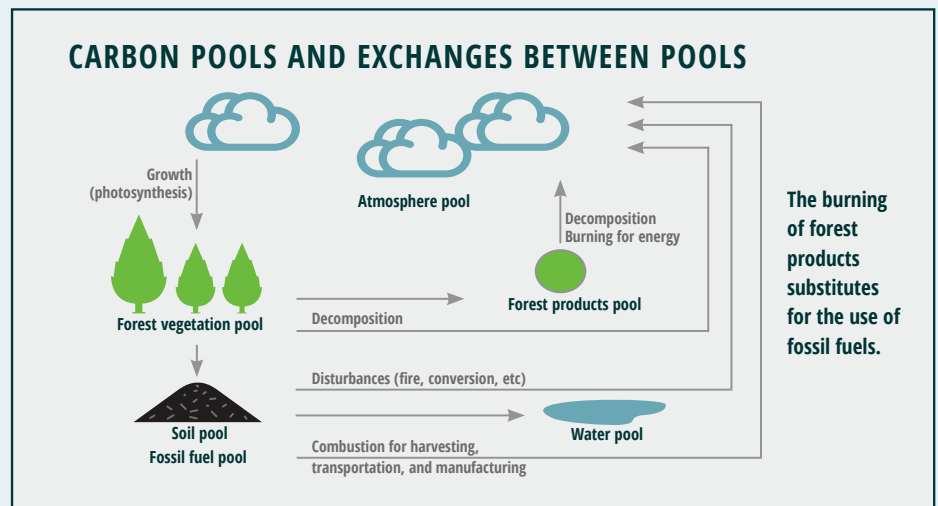 CARBON POOLS AND EXCHANGES BETWEEN POOLS
Growth
(photosynthesis)
Atmosphere pool
Decomposition
Burning for energy
Forest products pool
Forest vegetation pool
Decomposition
Disturbances (fire, conversion, etc)
Soil pool
Fossil fuel pool
Water pool
Combustion for harvesting,
transportation, and manufacturing
The burning
of forest
products
substitutes
for the use of
fossil fuels.